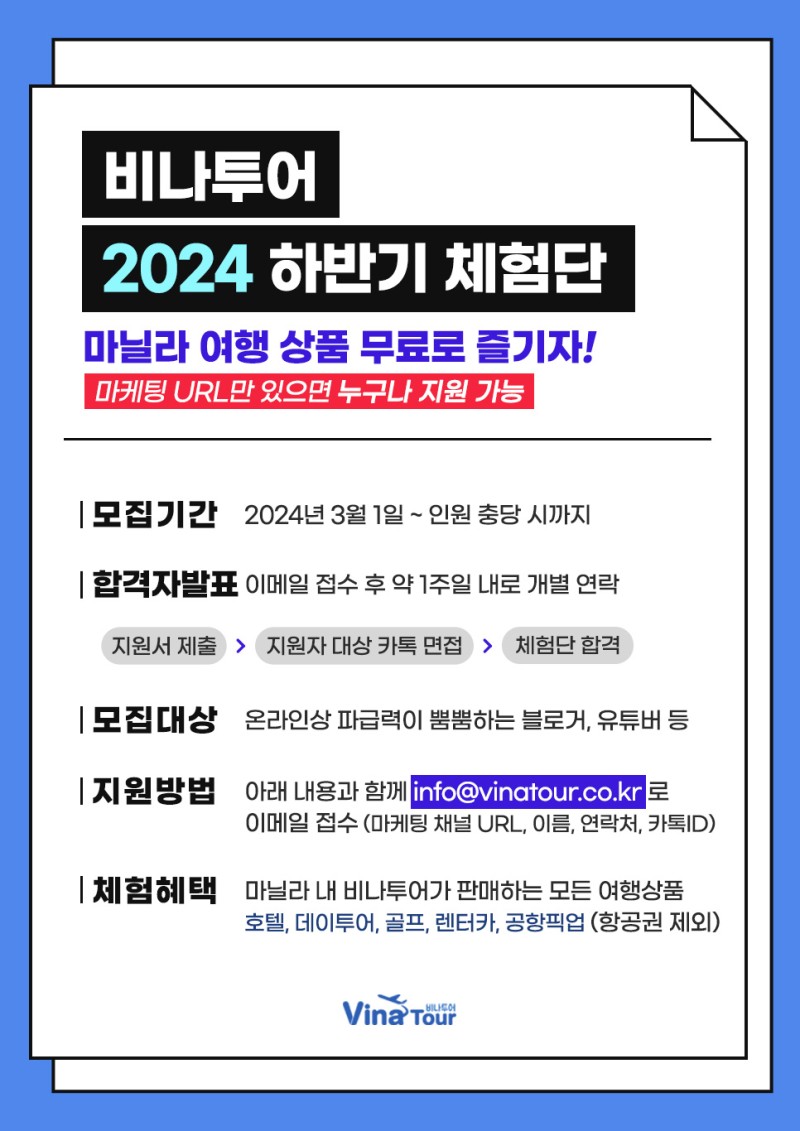 비나투어
2024 하반기 체험단
마닐라 여행 상품 무료로 즐기자!
마케팅 URL만 있으면 누구나 지원 가능
모집기간 2024년 3월 1일 ~ 인원 충당 시까지
합격자발표 이메일 접수 후 약 1주일 내로 개별 연락
지원서 제출 > 지원자 대상 카톡 면접 > 체험단 합격
모집대상 온라인상 파급력이 뿜뿜하는 블로거, 유튜버 등
지원방법 아래 내용과 함께 info@vinatour.co.kr로
이메일 접수 (마케팅 채널 URL, 이름, 연락처, 카톡ID)
체험혜택 마닐라 내 비나투어가 판매하는 모든 여행상품
호텔, 데이투어, 골프, 렌터카, 공항픽업 (항공권 제외)
Vina Tour 비나투어